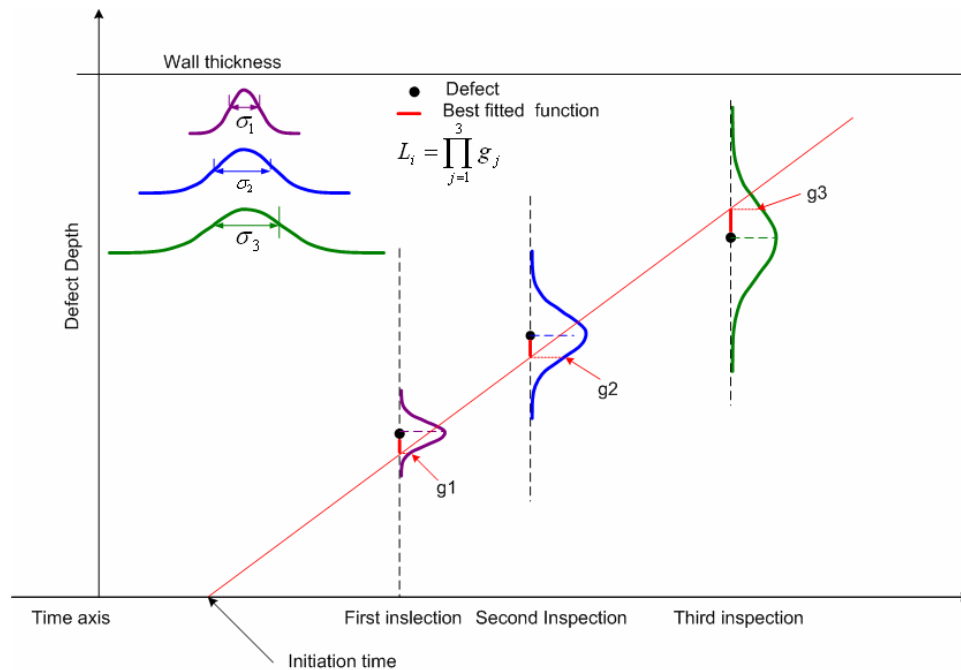 Wall thickness
σ1
σ2
σ3
Defect
Best fitted function
L_i = ∏_{j=1}^{3} g_j
Defect Depth
g3
g2
g1
Time axis
First inslection
Second Inspection
Third inspection
Initiation time